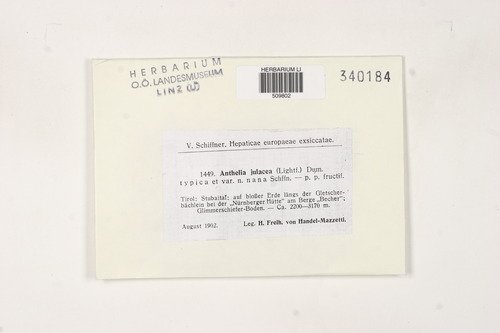 HERBARIUM
O.Ö. LANDESMUSEUM
LINZ
HERBARIUM LI
509802
340184
V. Schiffner, Hepaticae europaeae exsiccatae.
1449. Anthelia julacea (Lightf.) Dum.
typica et var. n. nana Schffn. — p. p. fructif.
Tirol: Stubaital; auf bloßer Erde längs der Gletscher-
bächlein bei der „Nürnberger Hütte" am Berge „Becher";
Glimmerschiefer-Boden. — Ca. 2200—3170 m.
August 1902. Leg. H. Freih. von Handel-Mazzetti.